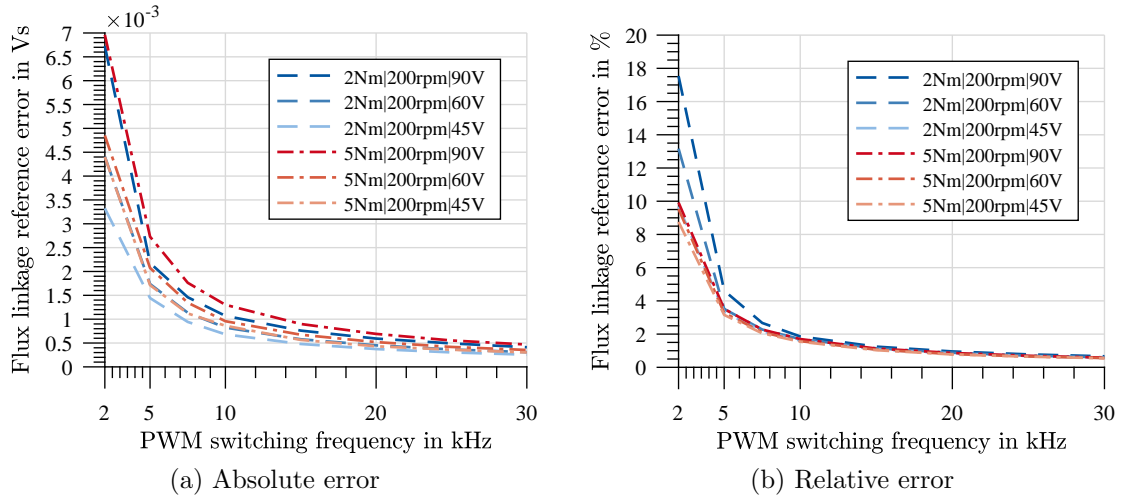 ×10⁻³
7
6.5
6
5.5
5
4.5
4
3.5
3
2.5
2
1.5
1
0.5
0
Flux linkage reference error in Vs
2Nm|200rpm|90V
2Nm|200rpm|60V
2Nm|200rpm|45V
5Nm|200rpm|90V
5Nm|200rpm|60V
5Nm|200rpm|45V
2 5 10 20 30
PWM switching frequency in kHz
(a) Absolute error
20
18
16
14
12
10
8
6
4
2
0
Flux linkage reference error in %
2Nm|200rpm|90V
2Nm|200rpm|60V
2Nm|200rpm|45V
5Nm|200rpm|90V
5Nm|200rpm|60V
5Nm|200rpm|45V
2 5 10 20 30
PWM switching frequency in kHz
(b) Relative error